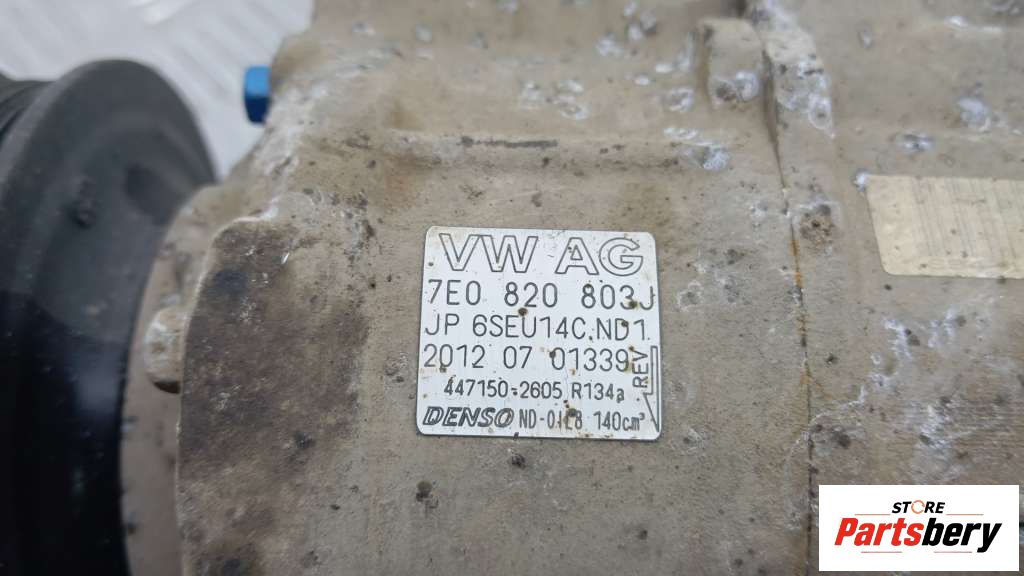 VW AG
7E0 820 803J
JP 6SEU14C.ND1
2012 07 01339
REV
447150-2605 R134a
DENSO ND-OIL8 140cm³
STORE
Partsbery